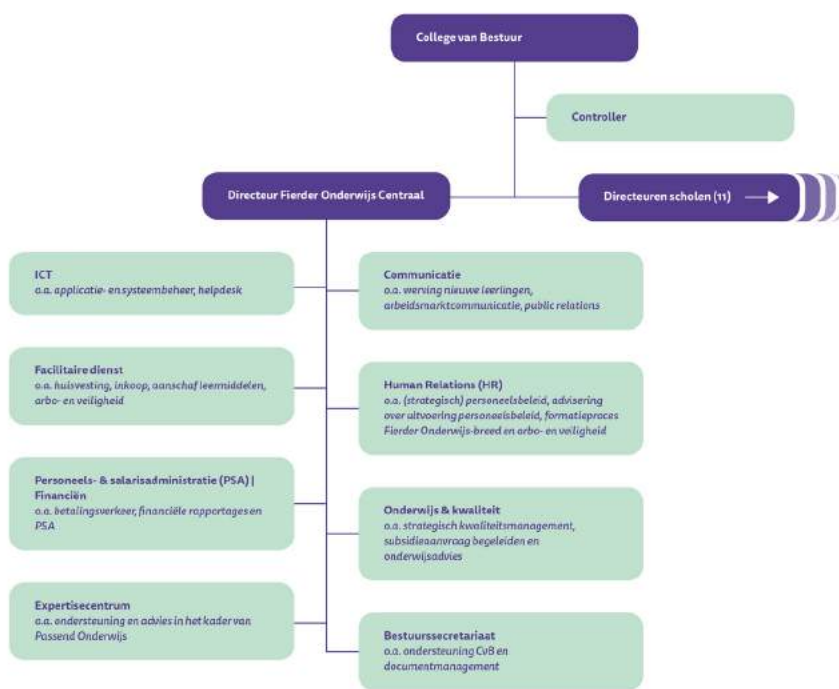 College van Bestuur
Controller
Directeur Fierder Onderwijs Centraal
Directeuren scholen (11)
ICT
o.a. applicatie- en systeembeheer, helpdesk
Communicatie
o.a. werving nieuwe leerlingen,
arbeidsmarktcommunicatie, public relations
Facilitaire dienst
o.a. huisvesting, inkoop, aanschaf leermiddelen,
arbo- en veiligheid
Human Relations (HR)
o.a. (strategisch) personeelsbeleid, advisering
over uitvoering personeelsbeleid, formatieproces
Fierder Onderwijs-breed en arbo- en veiligheid
Personeels- & salarisadministratie (PSA) |
Financiën
o.a. betalingsverkeer, financiële rapportages en
PSA
Onderwijs & kwaliteit
o.a. strategisch kwaliteitsmanagement,
subsidieaanvraag begeleiden en
onderwijsadvies
Expertisecentrum
o.a. ondersteuning en advies in het kader van
Passend Onderwijs
Bestuurssecretariaat
o.a. ondersteuning CvB en
documentmanagement